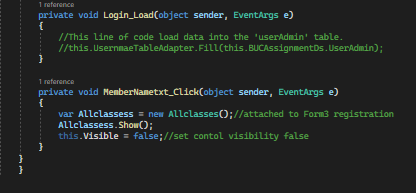 1 reference
private void Login_Load(object sender, EventArgs e)
{
//This line of code load data into the 'userAdmin' table.
//this.UsernmaeTableAdapter.Fill(this.BUCAssignmentDs.UserAdmin);
}
1 reference
private void MemberNametxt_Click(object sender, EventArgs e)
{
var Allclassess = new Allclasses();//attached to Form3 registration
Allclassess.Show();
this.Visible = false;//set contol visibility false
}
}
}